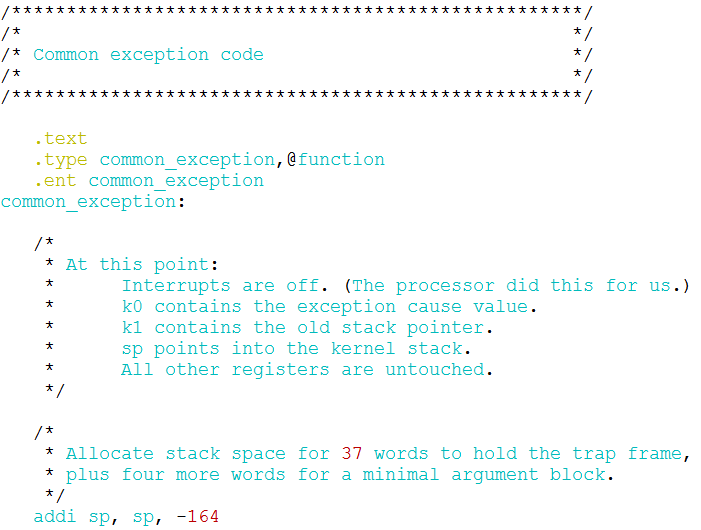 /****************************************************/
/*                                                  */
/* Common exception code                            */
/*                                                  */
/****************************************************/

   .text
   .type common_exception,@function
   .ent common_exception
common_exception:

   /*
    * At this point:
    *      Interrupts are off. (The processor did this for us.)
    *      k0 contains the exception cause value.
    *      k1 contains the old stack pointer.
    *      sp points into the kernel stack.
    *      All other registers are untouched.
    */

   /*
    * Allocate stack space for 37 words to hold the trap frame,
    * plus four more words for a minimal argument block.
    */
   addi sp, sp, -164